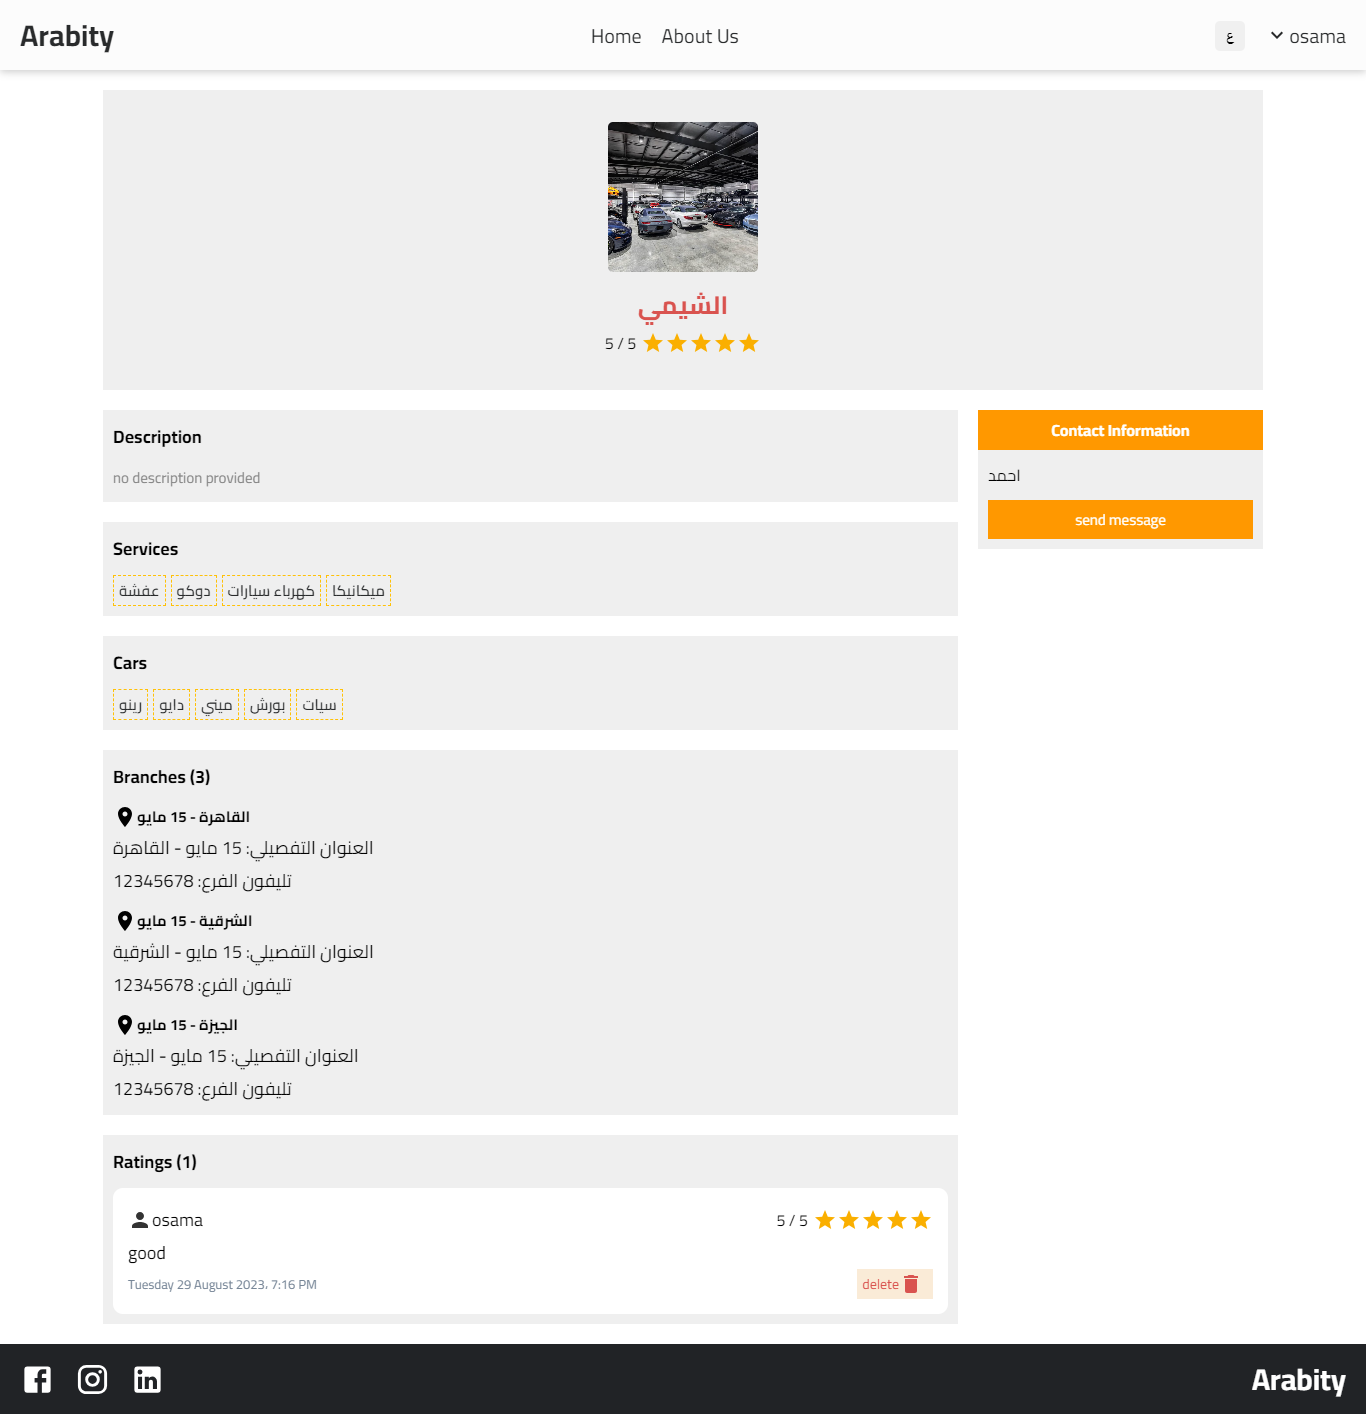 Arabity
Home About Us
ع
osama
الشيمي
5 / 5
Description
no description provided
Contact Information
احمد
send message
Services
عفشة دوكو كهرباء سيارات ميكانيكا
Cars
رينو دايو ميني بورش سيات
Branches (3)
القاهرة - 15 مايو
العنوان التفصيلي: 15 مايو - القاهرة
تليفون الفرع: 12345678
الشرقية - 15 مايو
العنوان التفصيلي: 15 مايو - الشرقية
تليفون الفرع: 12345678
الجيزة - 15 مايو
العنوان التفصيلي: 15 مايو - الجيزة
تليفون الفرع: 12345678
Ratings (1)
osama
5 / 5
good
Tuesday 29 August 2023، 7:16 PM
delete
Arabity